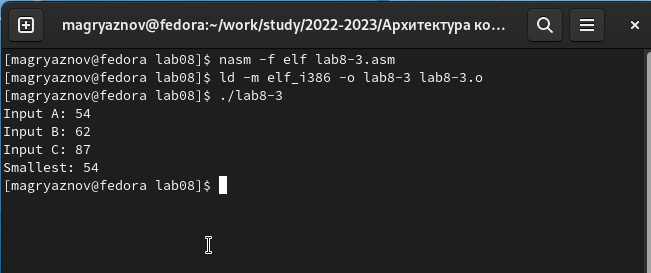 magryaznov@fedora:~/work/study/2022-2023/Архитектура ко...
[magryaznov@fedora lab08]$ nasm -f elf lab8-3.asm
[magryaznov@fedora lab08]$ ld -m elf_i386 -o lab8-3 lab8-3.o
[magryaznov@fedora lab08]$ ./lab8-3
Input A: 54
Input B: 62
Input C: 87
Smallest: 54
[magryaznov@fedora lab08]$